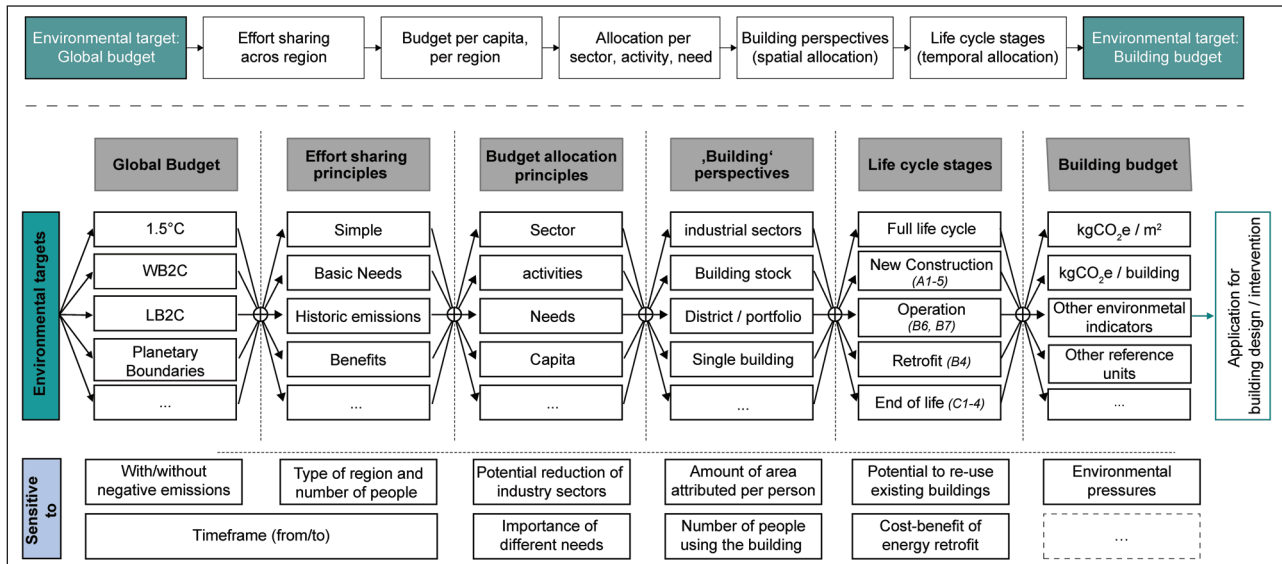 Environmental target:
Global budget
Effort sharing
acros region
Budget per capita,
per region
Allocation per
sector, activity, need
Building perspectives
(spatial allocation)
Life cycle stages
(temporal allocation)
Environmental target:
Building budget
Global Budget
Effort sharing
principles
Budget allocation
principles
‚Building‘
perspectives
Life cycle stages
Building budget
Environmental targets
1.5°C
WB2C
LB2C
Planetary
Boundaries
...
Simple
Basic Needs
Historic emissions
Benefits
...
Sector
activities
Needs
Capita
...
industrial sectors
Building stock
District / portfolio
Single building
...
Full life cycle
New Construction
(A1-5)
Operation
(B6, B7)
Retrofit (B4)
End of life (C1-4)
kgCO₂e / m²
kgCO₂e / building
Other environmetal
indicators
Other reference
units
...
Application for
building design / intervention
Sensitive
to
With/without
negative emissions
Type of region and
number of people
Timeframe (from/to)
Potential reduction of
industry sectors
Importance of
different needs
Amount of area
attributed per person
Number of people
using the building
Potential to re-use
existing buildings
Cost-benefit of
energy retrofit
Environmental
pressures
...